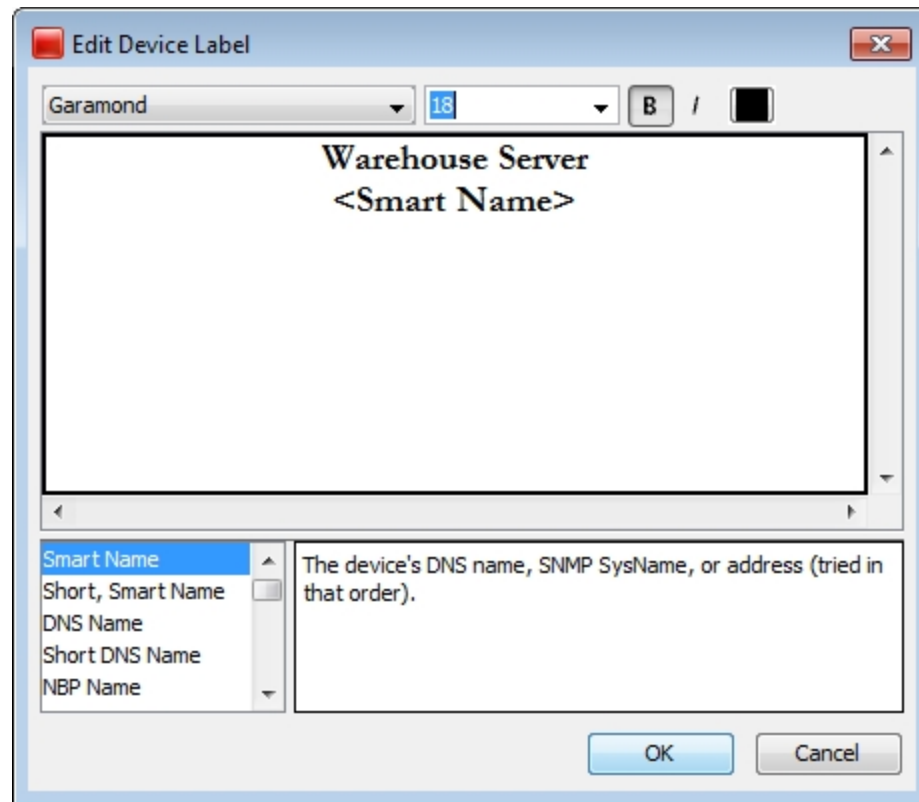 Edit Device Label
Garamond 18 B I
Warehouse Server
<Smart Name>
Smart Name
Short, Smart Name
DNS Name
Short DNS Name
NBP Name
The device's DNS name, SNMP SysName, or address (tried in
that order).
OK Cancel